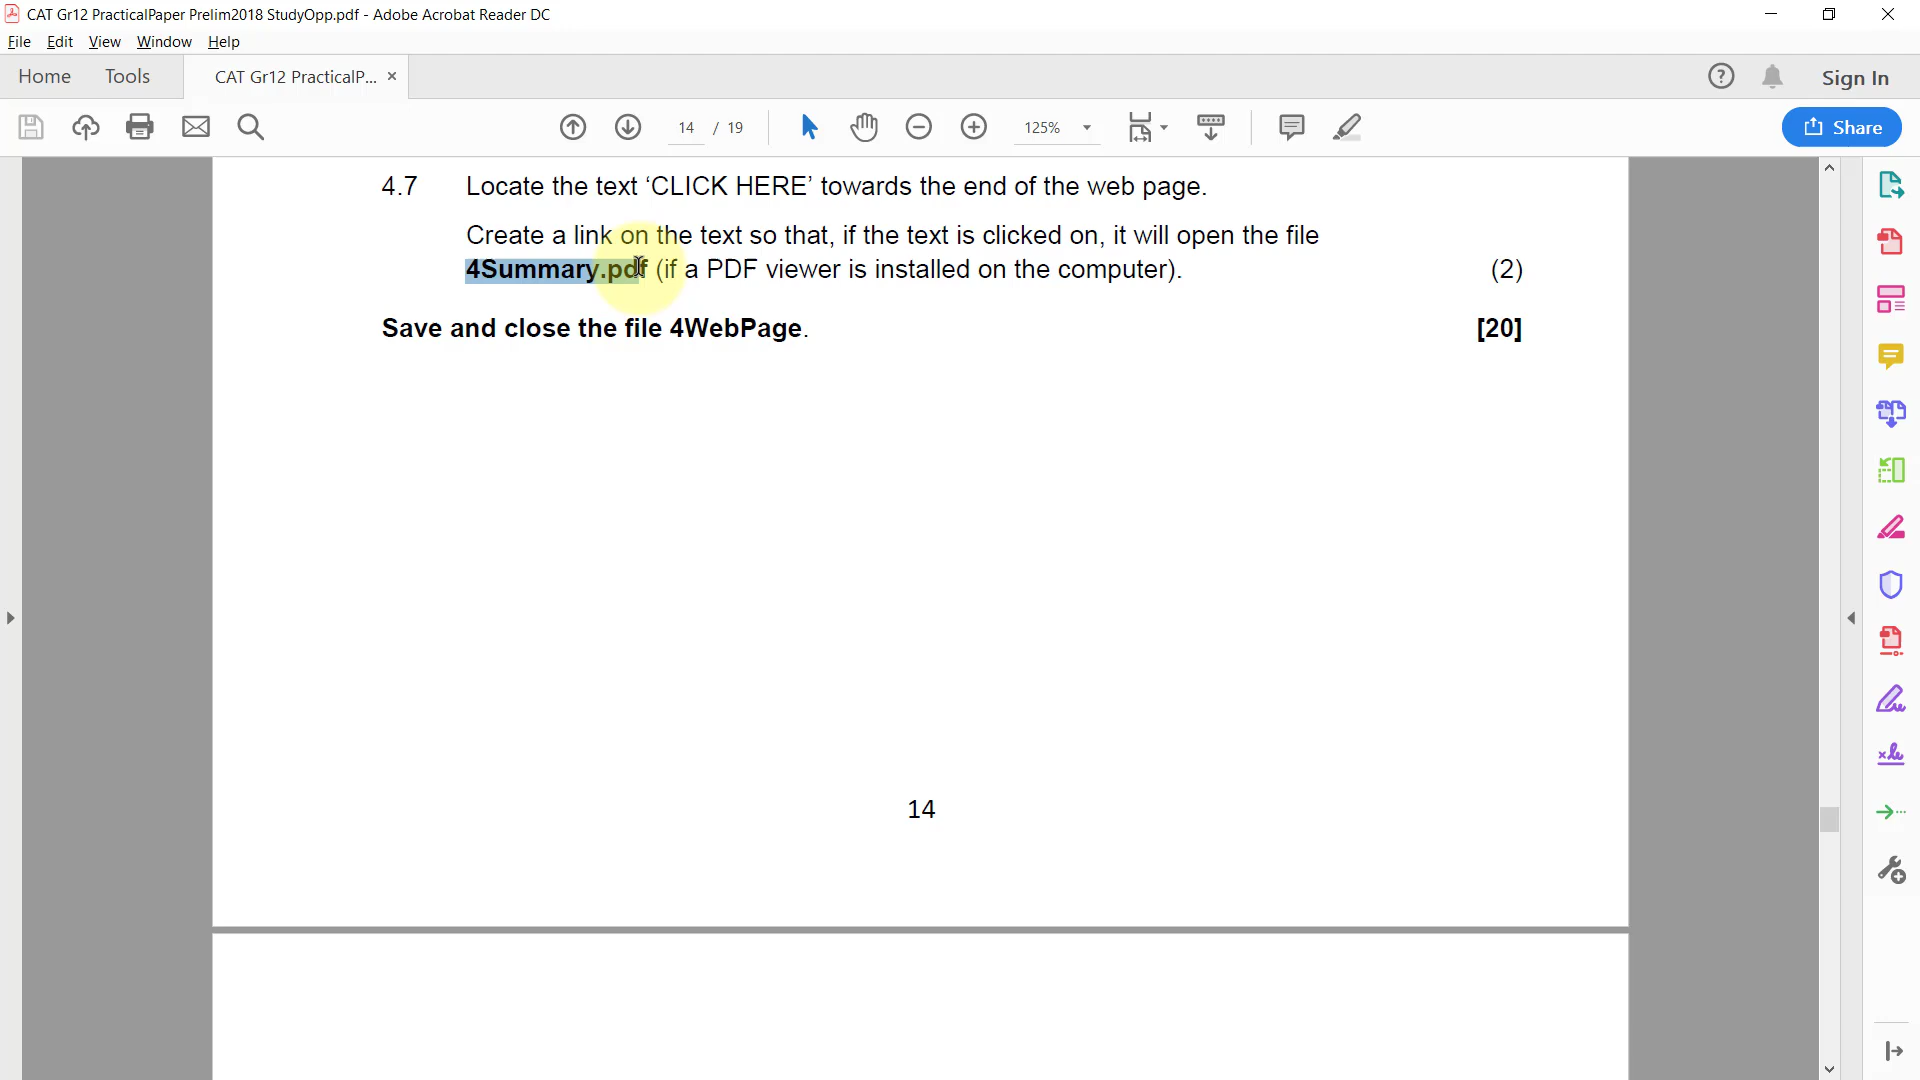 CAT Gr12 PracticalPaper Prelim2018 StudyOpp.pdf - Adobe Acrobat Reader DC
File Edit View Window Help
Home Tools CAT Gr12 PracticalP... × Sign In
14 / 19 125% Share
4.7 Locate the text ‘CLICK HERE’ towards the end of the web page.
Create a link on the text so that, if the text is clicked on, it will open the file
4Summary.pdf (if a PDF viewer is installed on the computer). (2)
Save and close the file 4WebPage. [20]
14